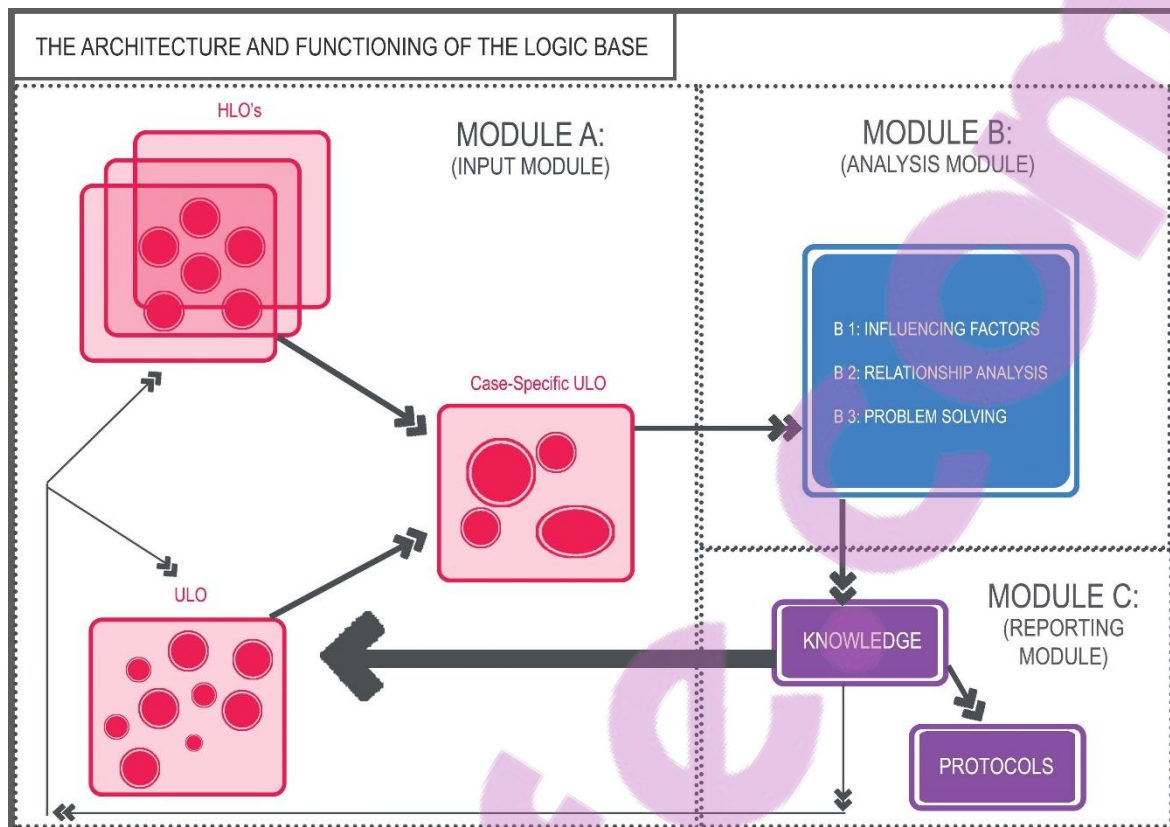 THE ARCHITECTURE AND FUNCTIONING OF THE LOGIC BASE
HLO's
MODULE A:
(INPUT MODULE)
MODULE B:
(ANALYSIS MODULE)
B 1: INFLUENCING FACTORS
B 2: RELATIONSHIP ANALYSIS
B 3: PROBLEM SOLVING
Case-Specific ULO
ULO
MODULE C:
(REPORTING
MODULE)
KNOWLEDGE
PROTOCOLS